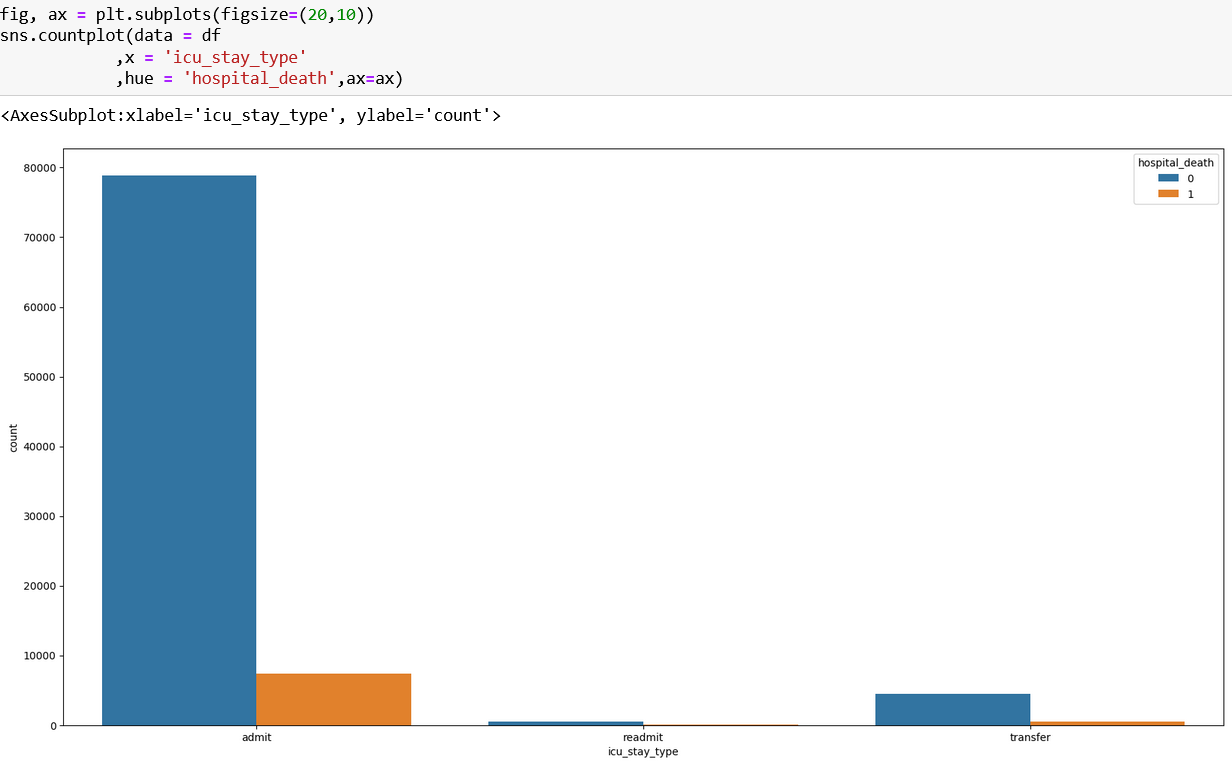 fig, ax = plt.subplots(figsize=(20,10))
sns.countplot(data = df
,x = 'icu_stay_type'
,hue = 'hospital_death',ax=ax)
<AxesSubplot:xlabel='icu_stay_type', ylabel='count'>
hospital_death
0
1
80000
70000
60000
50000
40000
30000
20000
10000
0
count
admit
readmit
transfer
icu_stay_type